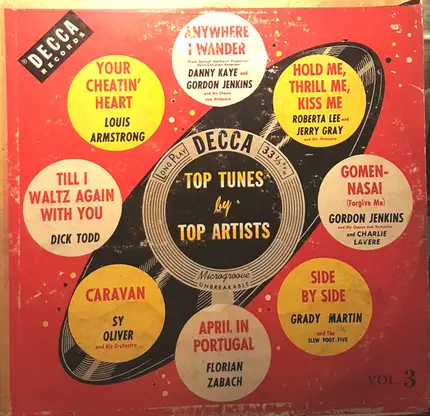 DECCA
RECORDS
ANYWHERE
I WANDER
DANNY KAYE and
GORDON JENKINS
and His Chorus
and Orchestra
YOUR
CHEATIN'
HEART
LOUIS
ARMSTRONG
HOLD ME,
THRILL ME,
KISS ME
ROBERTA LEE and
JERRY GRAY
and His Orchestra
LONG PLAY DECCA 33⅓
TOP TUNES
by
TOP ARTISTS
Microgroove
UNBREAKABLE
TILL I
WALTZ AGAIN
WITH YOU
DICK TODD
GOMEN-
NASAI
(Forgive Me)
GORDON JENKINS
and His Chorus and Orchestra
and CHARLIE
LAVERE
CARAVAN
SY
OLIVER
and His Orchestra
SIDE
BY SIDE
GRADY MARTIN
and The
SLEW FOOT FIVE
APRIL IN
PORTUGAL
FLORIAN
ZABACH
VOL. 3